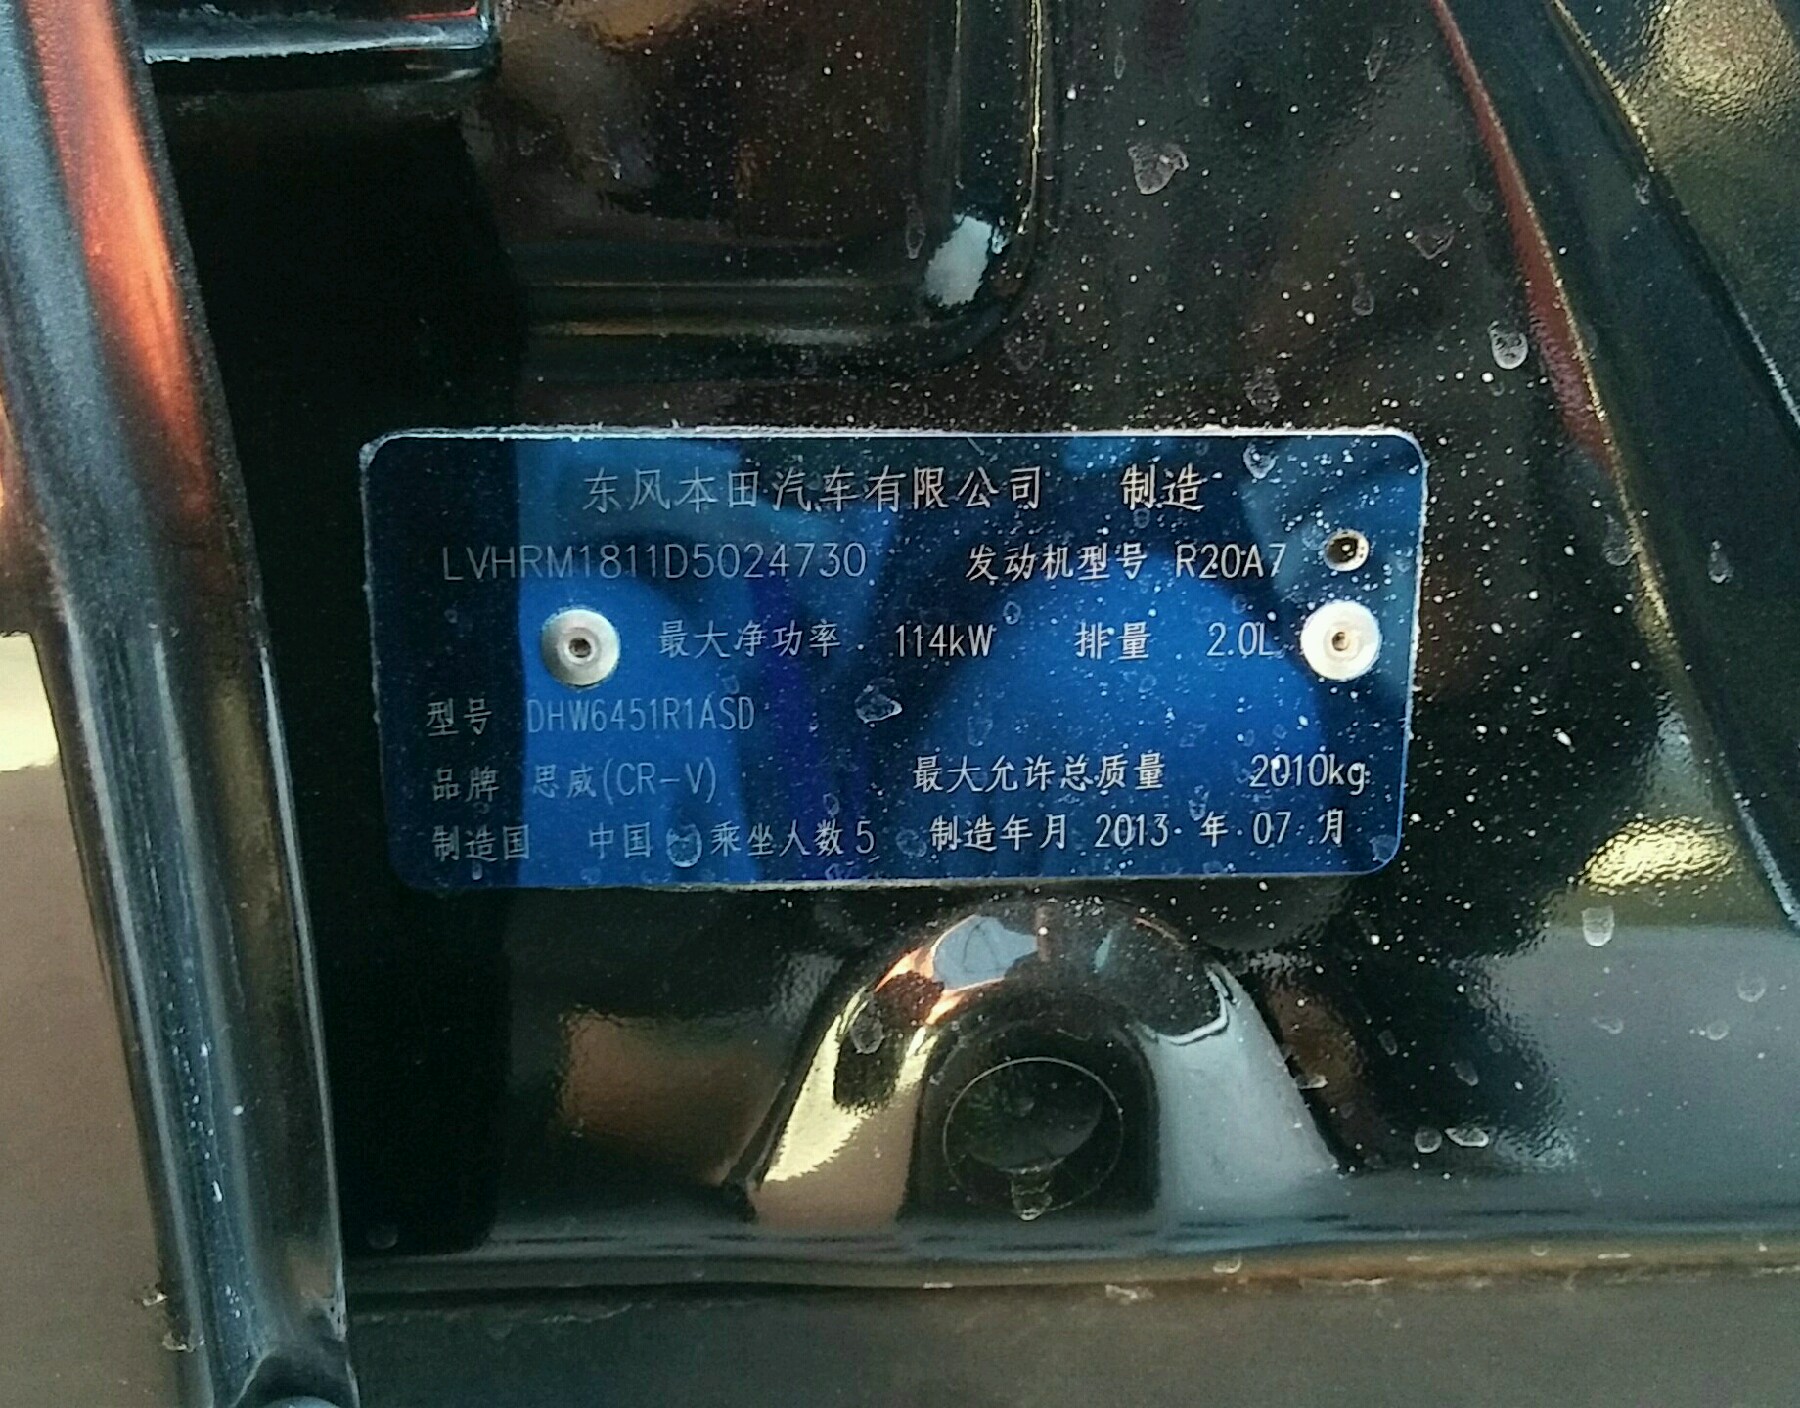 东风本田汽车有限公司 制造
LVHRM1811D5024730 发动机型号 R20A7
最大净功率 114kW 排量 2.0L
型号 DHW6451R1ASD
品牌 思威(CR-V) 最大允许总质量 2010kg
制造国 中国 乘坐人数 5 制造年月 2013 年 07 月